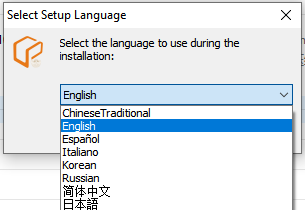 Select Setup Language
Select the language to use during the
installation:
English
ChineseTraditional
English
Español
Italiano
Korean
Russian
简体中文
日本語